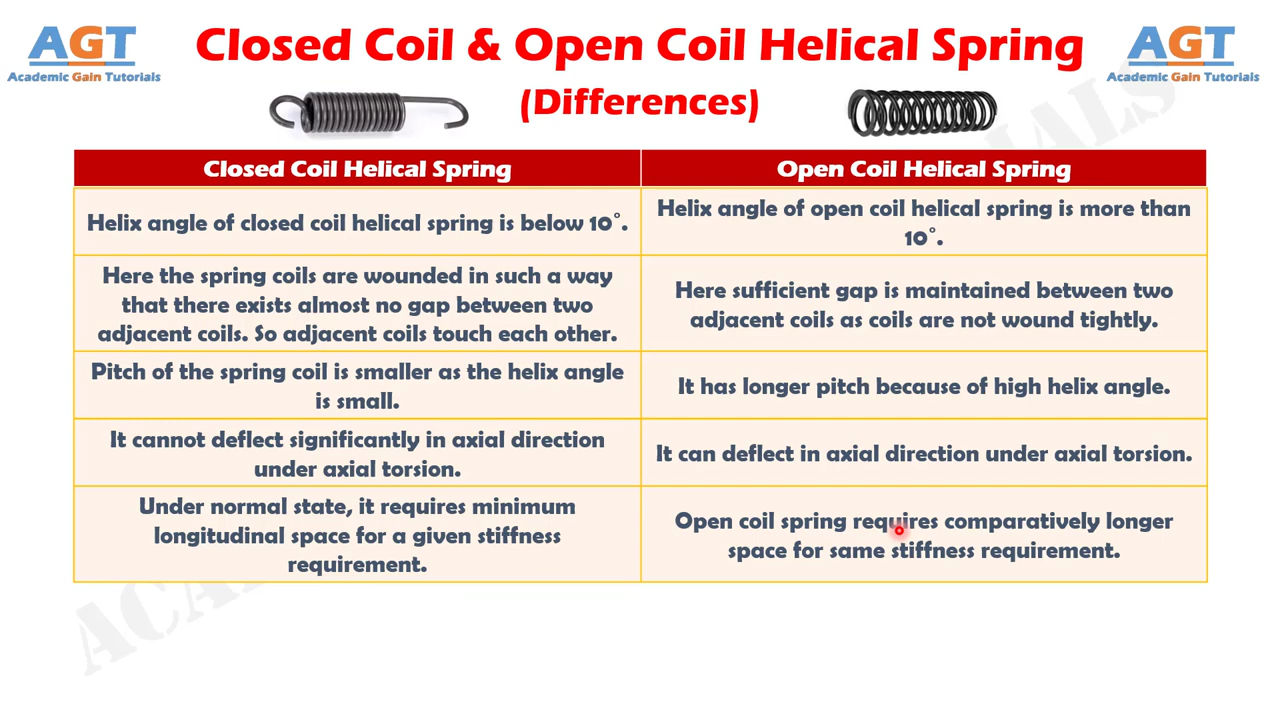 AGT
Academic Gain Tutorials
Closed Coil & Open Coil Helical Spring
(Differences)
AGT
Academic Gain Tutorials
Closed Coil Helical Spring
Open Coil Helical Spring
Helix angle of closed coil helical spring is below 10°.
Helix angle of open coil helical spring is more than
10°.
Here the spring coils are wounded in such a way
that there exists almost no gap between two
adjacent coils. So adjacent coils touch each other.
Here sufficient gap is maintained between two
adjacent coils as coils are not wound tightly.
Pitch of the spring coil is smaller as the helix angle
is small.
It has longer pitch because of high helix angle.
It cannot deflect significantly in axial direction
under axial torsion.
It can deflect in axial direction under axial torsion.
Under normal state, it requires minimum
longitudinal space for a given stiffness
requirement.
Open coil spring requires comparatively longer
space for same stiffness requirement.